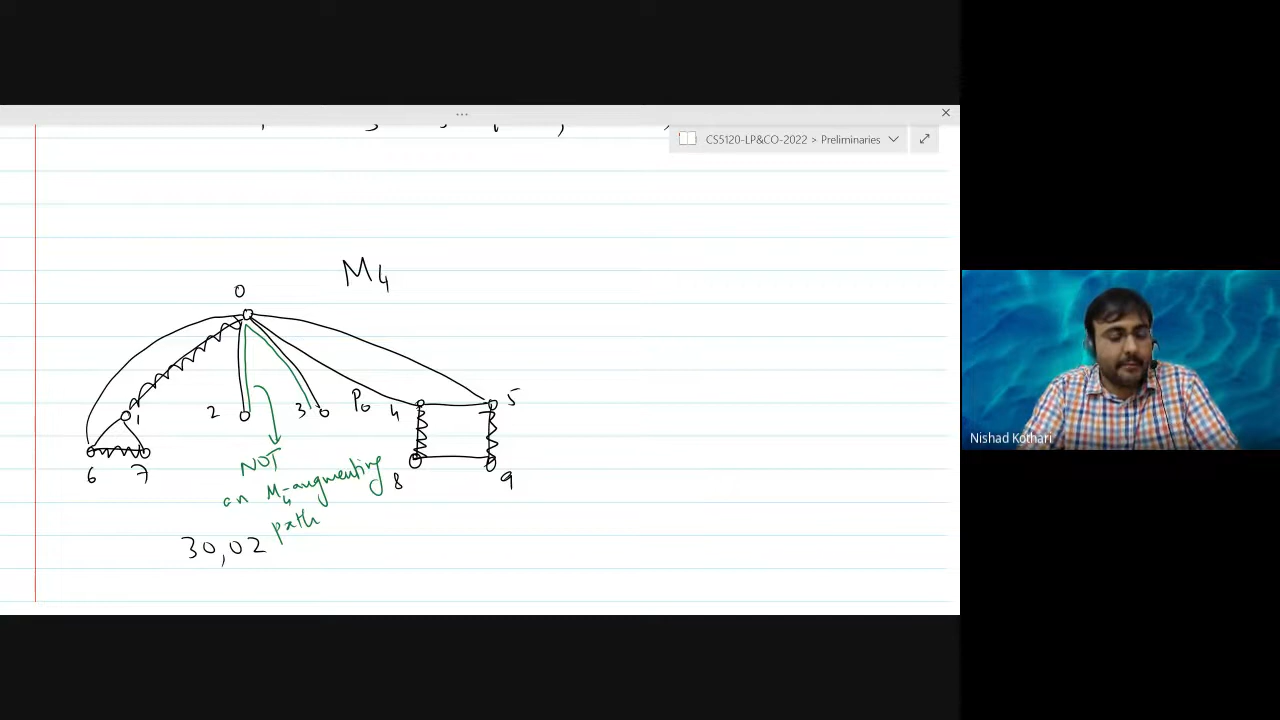 CS5120-LP&CO-2022 > Preliminaries
M4
0
1
2
3
P0
4
5
6
7
8
9
NOT
an M4-augmenting
path
30,02
Nishad Kothari